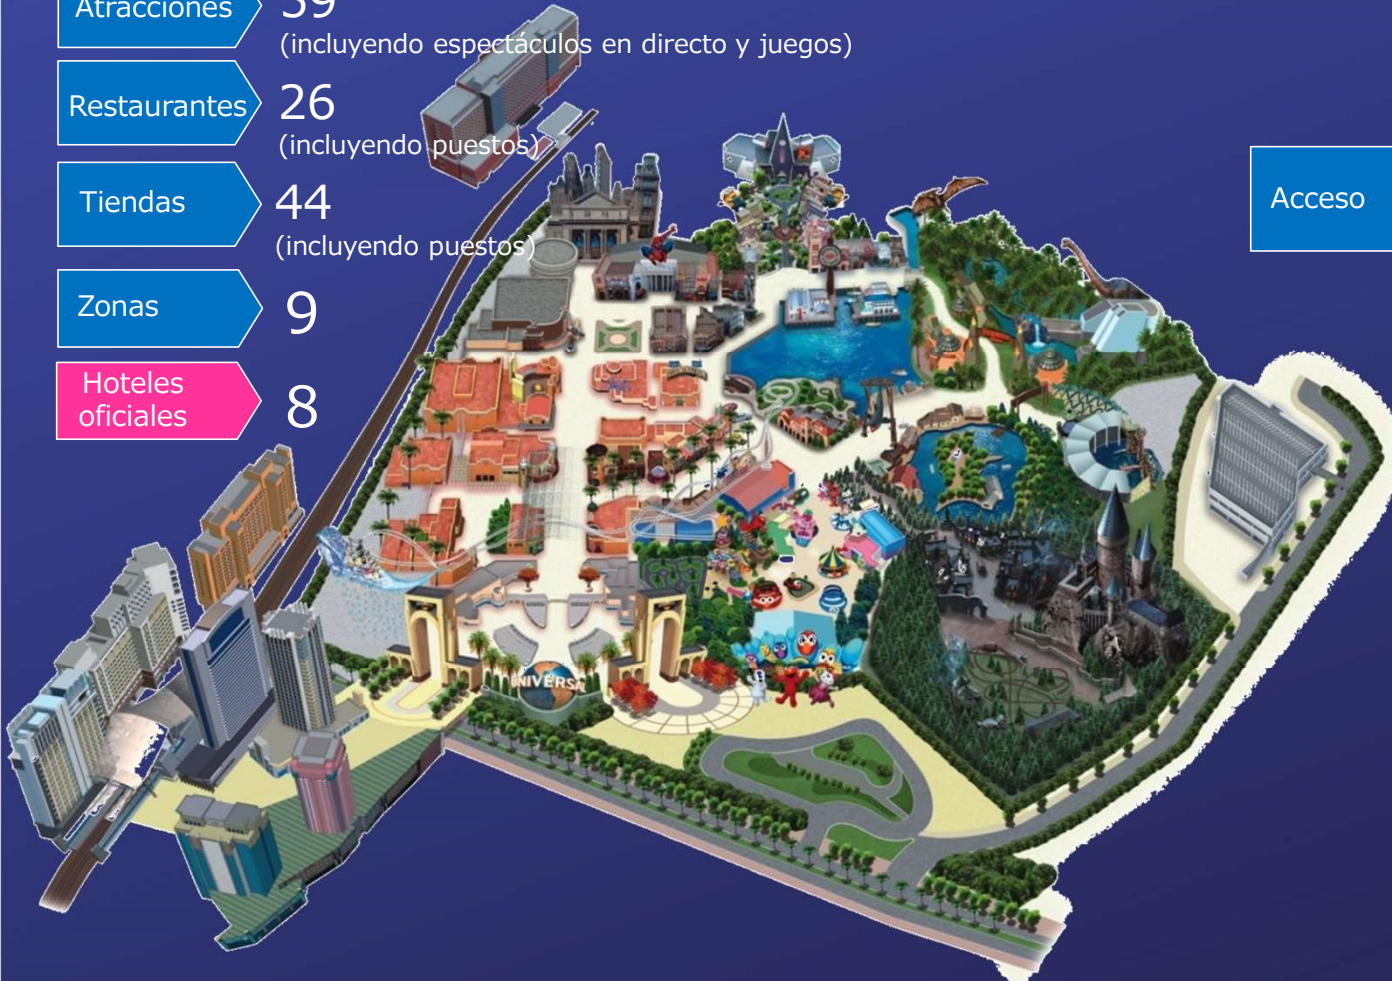 Atracciones
39
(incluyendo espectáculos en directo y juegos)
Restaurantes
26
(incluyendo puestos)
Tiendas
44
(incluyendo puestos)
Zonas
9
Hoteles
oficiales
8
Acceso
UNIVERSAL